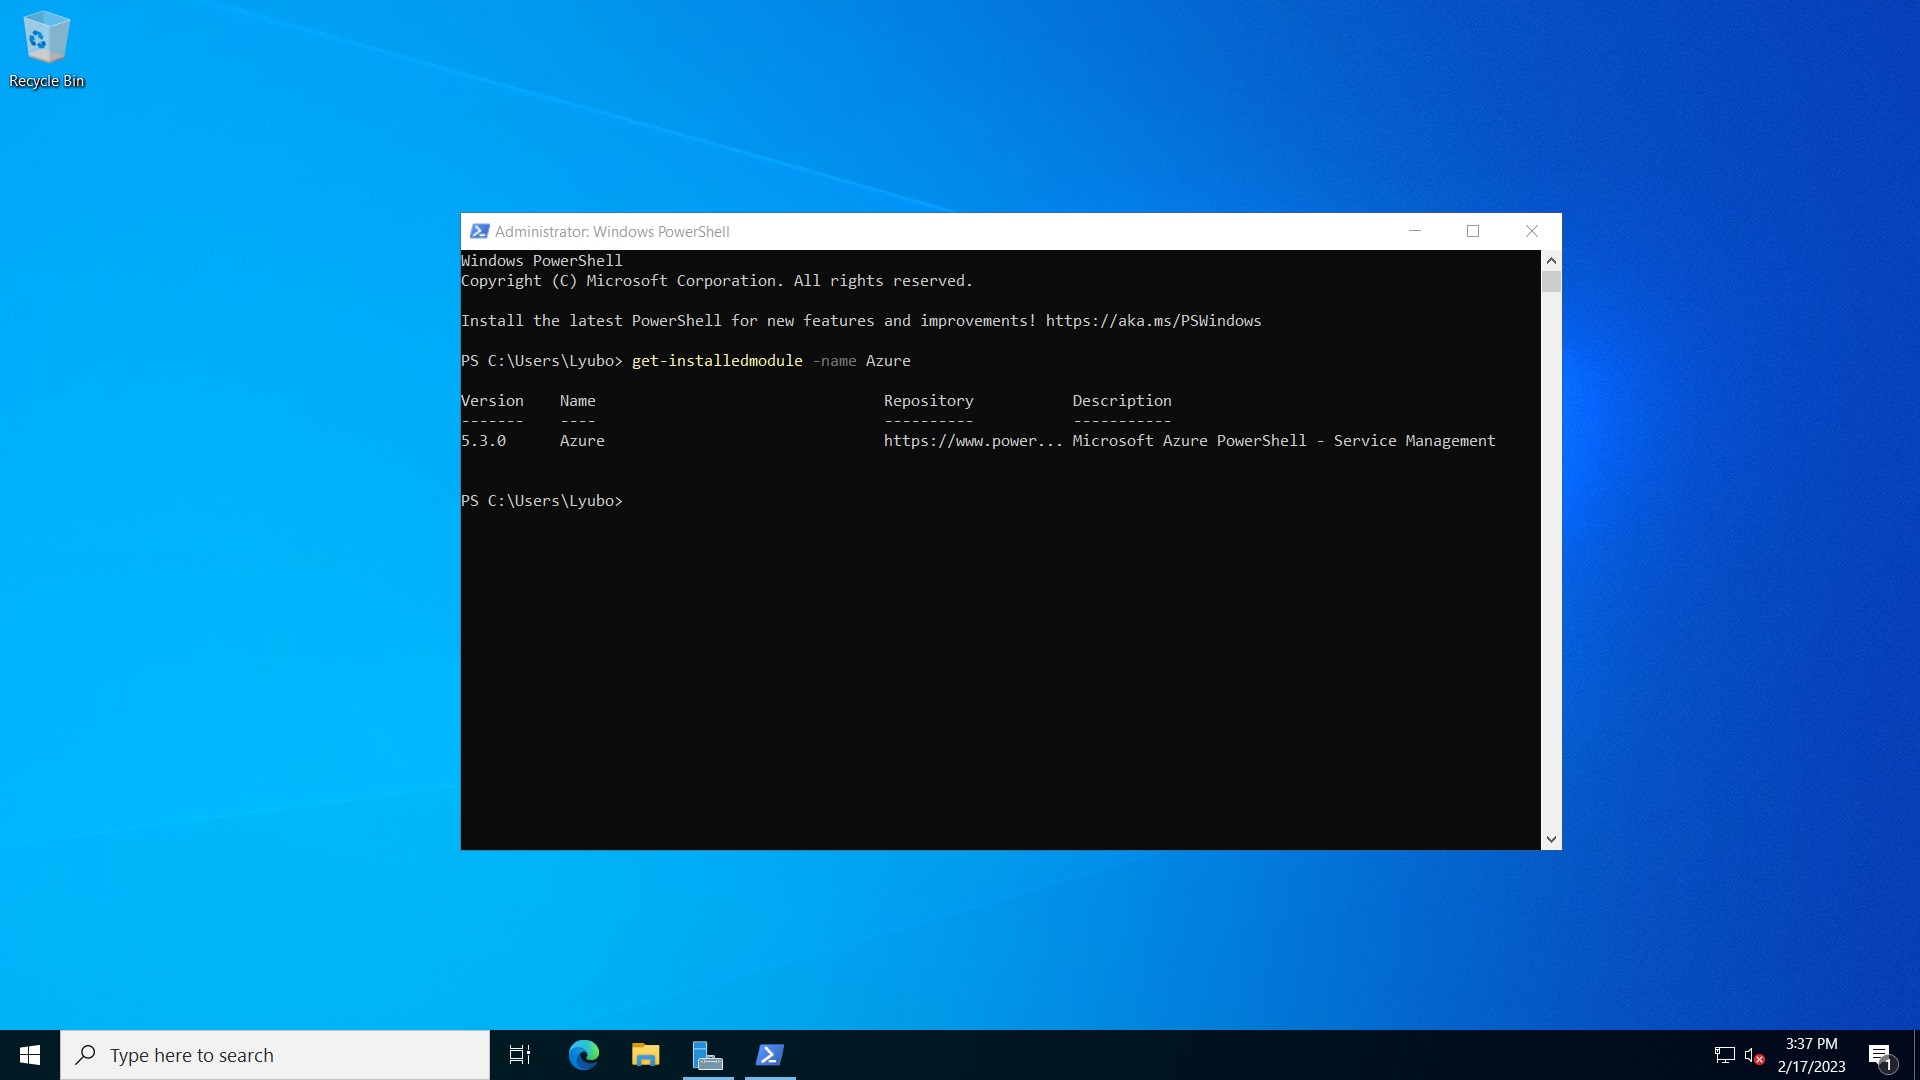 Recycle Bin
Administrator: Windows PowerShell
Windows PowerShell
Copyright (C) Microsoft Corporation. All rights reserved.
Install the latest PowerShell for new features and improvements! https://aka.ms/PSWindows
PS C:\Users\Lyubo> get-installedmodule -name Azure
Version Name Repository Description
------- ---- ---------- -----------
5.3.0 Azure https://www.power... Microsoft Azure PowerShell - Service Management
PS C:\Users\Lyubo>
Type here to search
3:37 PM
2/17/2023
1